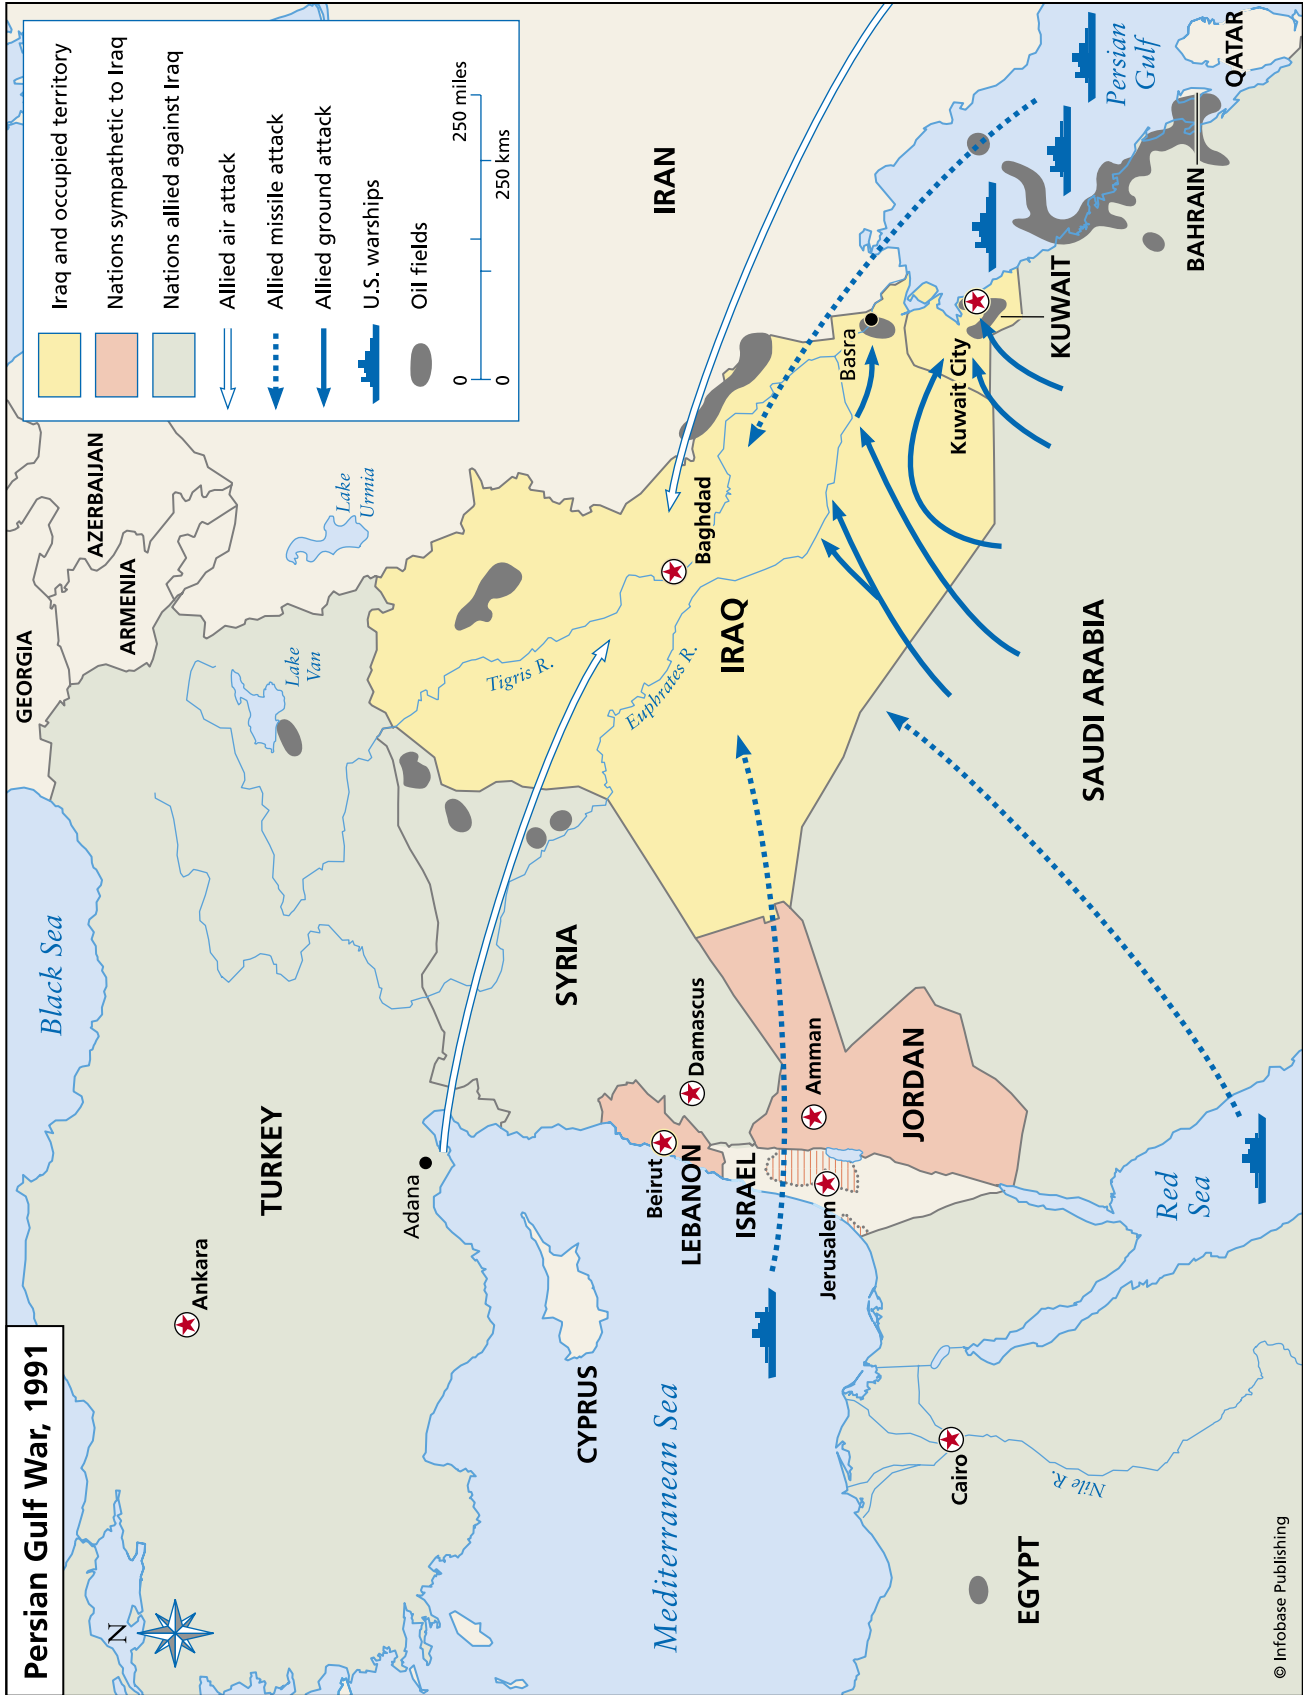 Persian Gulf War, 1991
N
Iraq and occupied territory
Nations sympathetic to Iraq
Nations allied against Iraq
Allied air attack
Allied missile attack
Allied ground attack
U.S. warships
Oil fields
0
250 miles
0
250 kms
GEORGIA
ARMENIA
AZERBAIJAN
Black Sea
Ankara
TURKEY
Adana
Lake
Van
Lake
Urmia
IRAN
Tigris R.
Euphrates R.
SYRIA
CYPRUS
Mediterranean Sea
Beirut
LEBANON
Damascus
ISRAEL
Jerusalem
Amman
JORDAN
IRAQ
Baghdad
Basra
Kuwait City
KUWAIT
Persian
Gulf
BAHRAIN
QATAR
SAUDI ARABIA
Red
Sea
Cairo
Nile R.
EGYPT
© Infobase Publishing